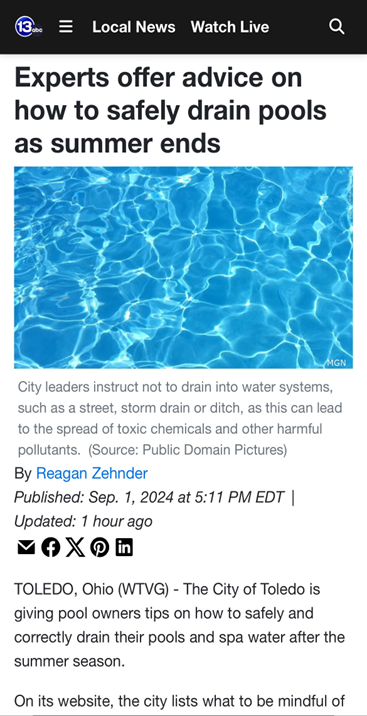 13abc
Local News Watch Live
Experts offer advice on
how to safely drain pools
as summer ends
MGN
City leaders instruct not to drain into water systems,
such as a street, storm drain or ditch, as this can lead
to the spread of toxic chemicals and other harmful
pollutants. (Source: Public Domain Pictures)
By Reagan Zehnder
Published: Sep. 1, 2024 at 5:11 PM EDT |
Updated: 1 hour ago
TOLEDO, Ohio (WTVG) - The City of Toledo is
giving pool owners tips on how to safely and
correctly drain their pools and spa water after the
summer season.
On its website, the city lists what to be mindful of